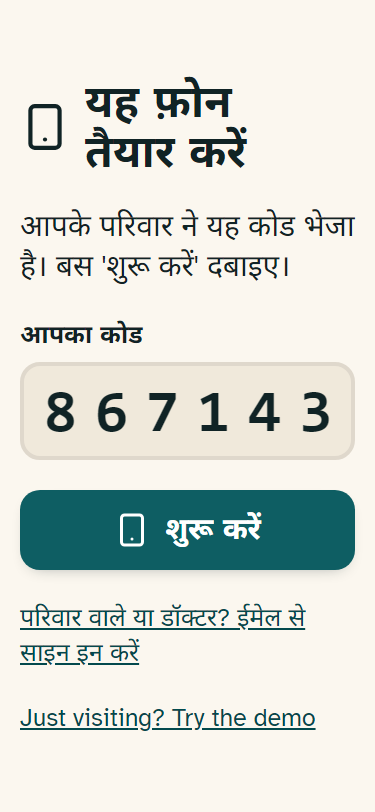 यह फ़ोन
तैयार करें
आपके परिवार ने यह कोड भेजा
है। बस 'शुरू करें' दबाइए।
आपका कोड
8 6 7 1 4 3
शुरू करें
परिवार वाले या डॉक्टर? ईमेल से
साइन इन करें
Just visiting? Try the demo